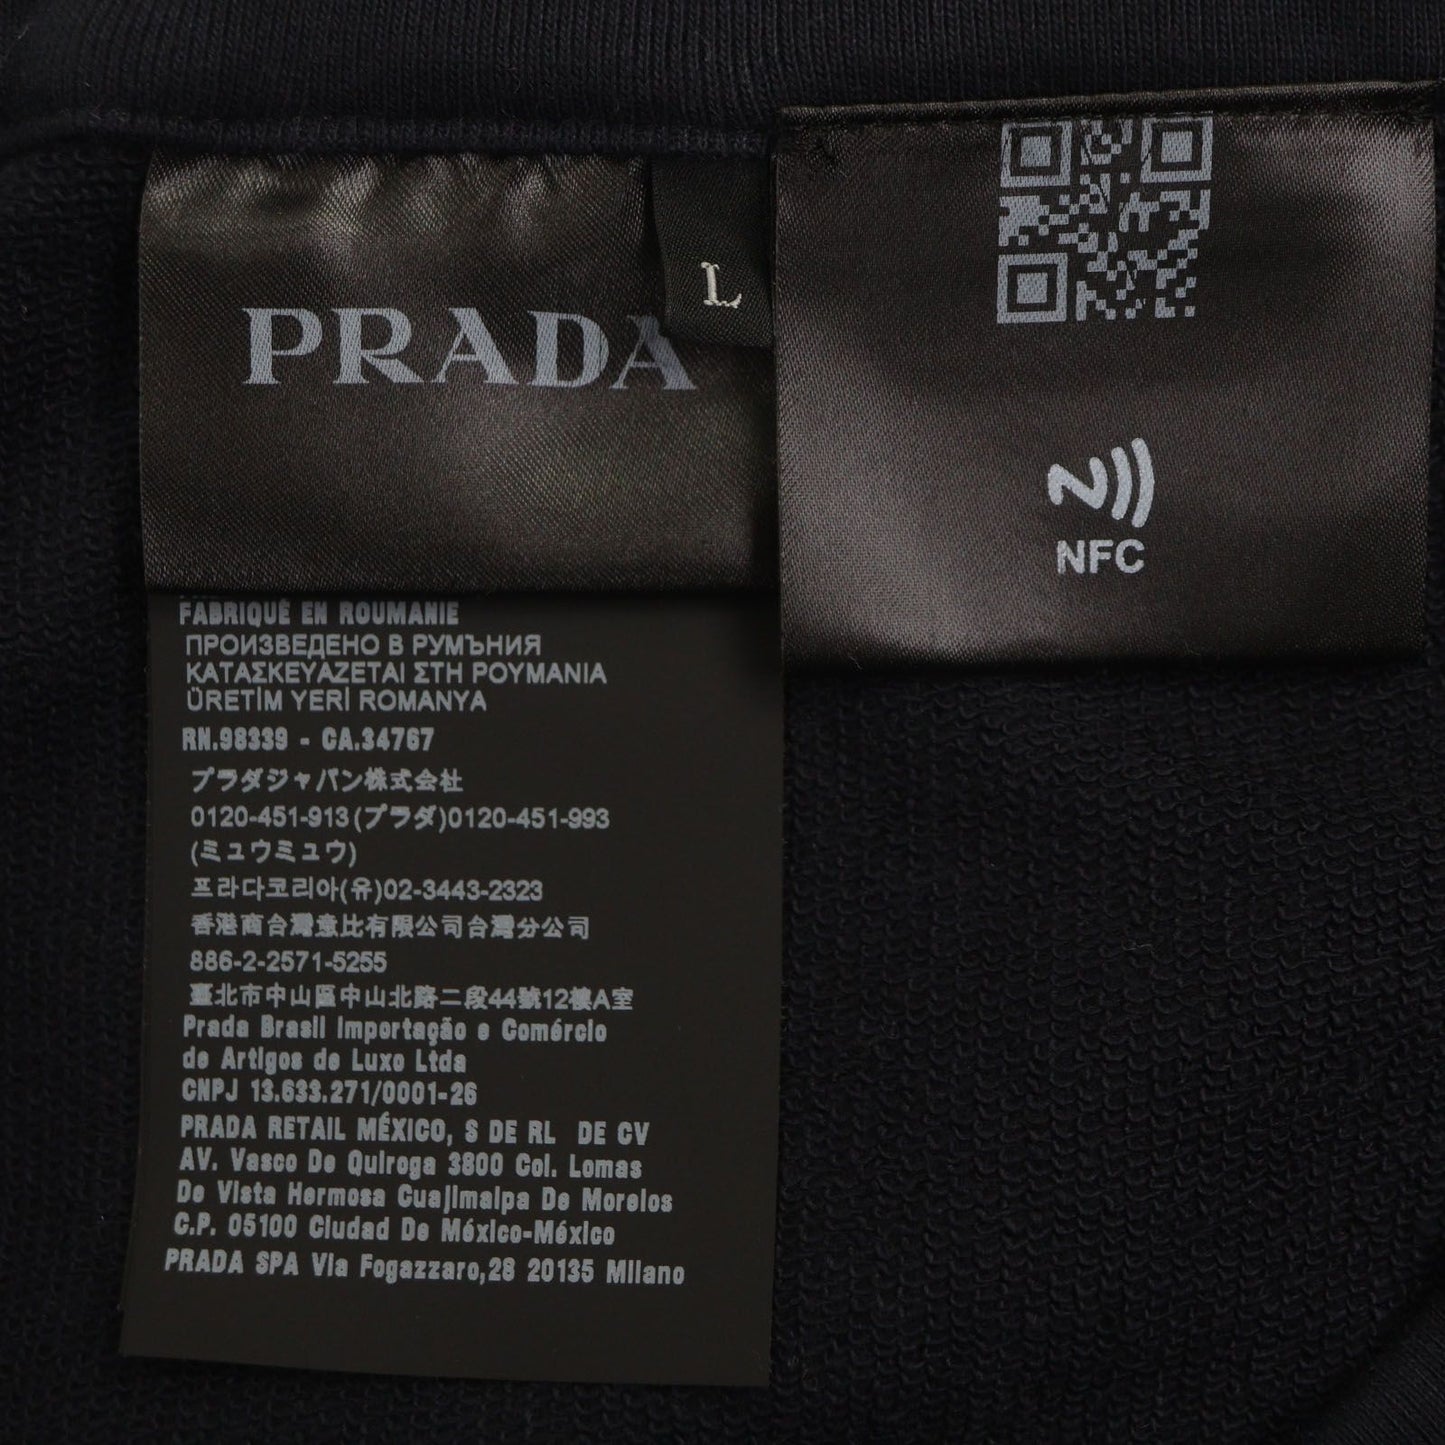 PRADA
L
NFC
FABRIQUÉ EN ROUMANIE
ПРОИЗВЕДЕНО В РУМЪНИЯ
ΚΑΤΑΣΚΕΥΑΖΕΤΑΙ ΣΤΗ ΡΟΥΜΑΝΙΑ
ÜRETİM YERİ ROMANYA
RN.98339 - CA.34767
プラダジャパン株式会社
0120-451-913(プラダ)0120-451-993
(ミュウミュウ)
프라다코리아(유)02-3443-2323
香港商台灣意比有限公司台灣分公司
886-2-2571-5255
臺北市中山區中山北路二段44號12樓A室
Prada Brasil Importação e Comércio
de Artigos de Luxo Ltda
CNPJ 13.633.271/0001-26
PRADA RETAIL MÉXICO, S DE RL DE CV
AV. Vasco De Quiroga 3800 Col. Lomas
De Vista Hermosa Cuajimalpa De Morelos
C.P. 05100 Ciudad De México-México
PRADA SPA Via Fogazzaro,28 20135 Milano